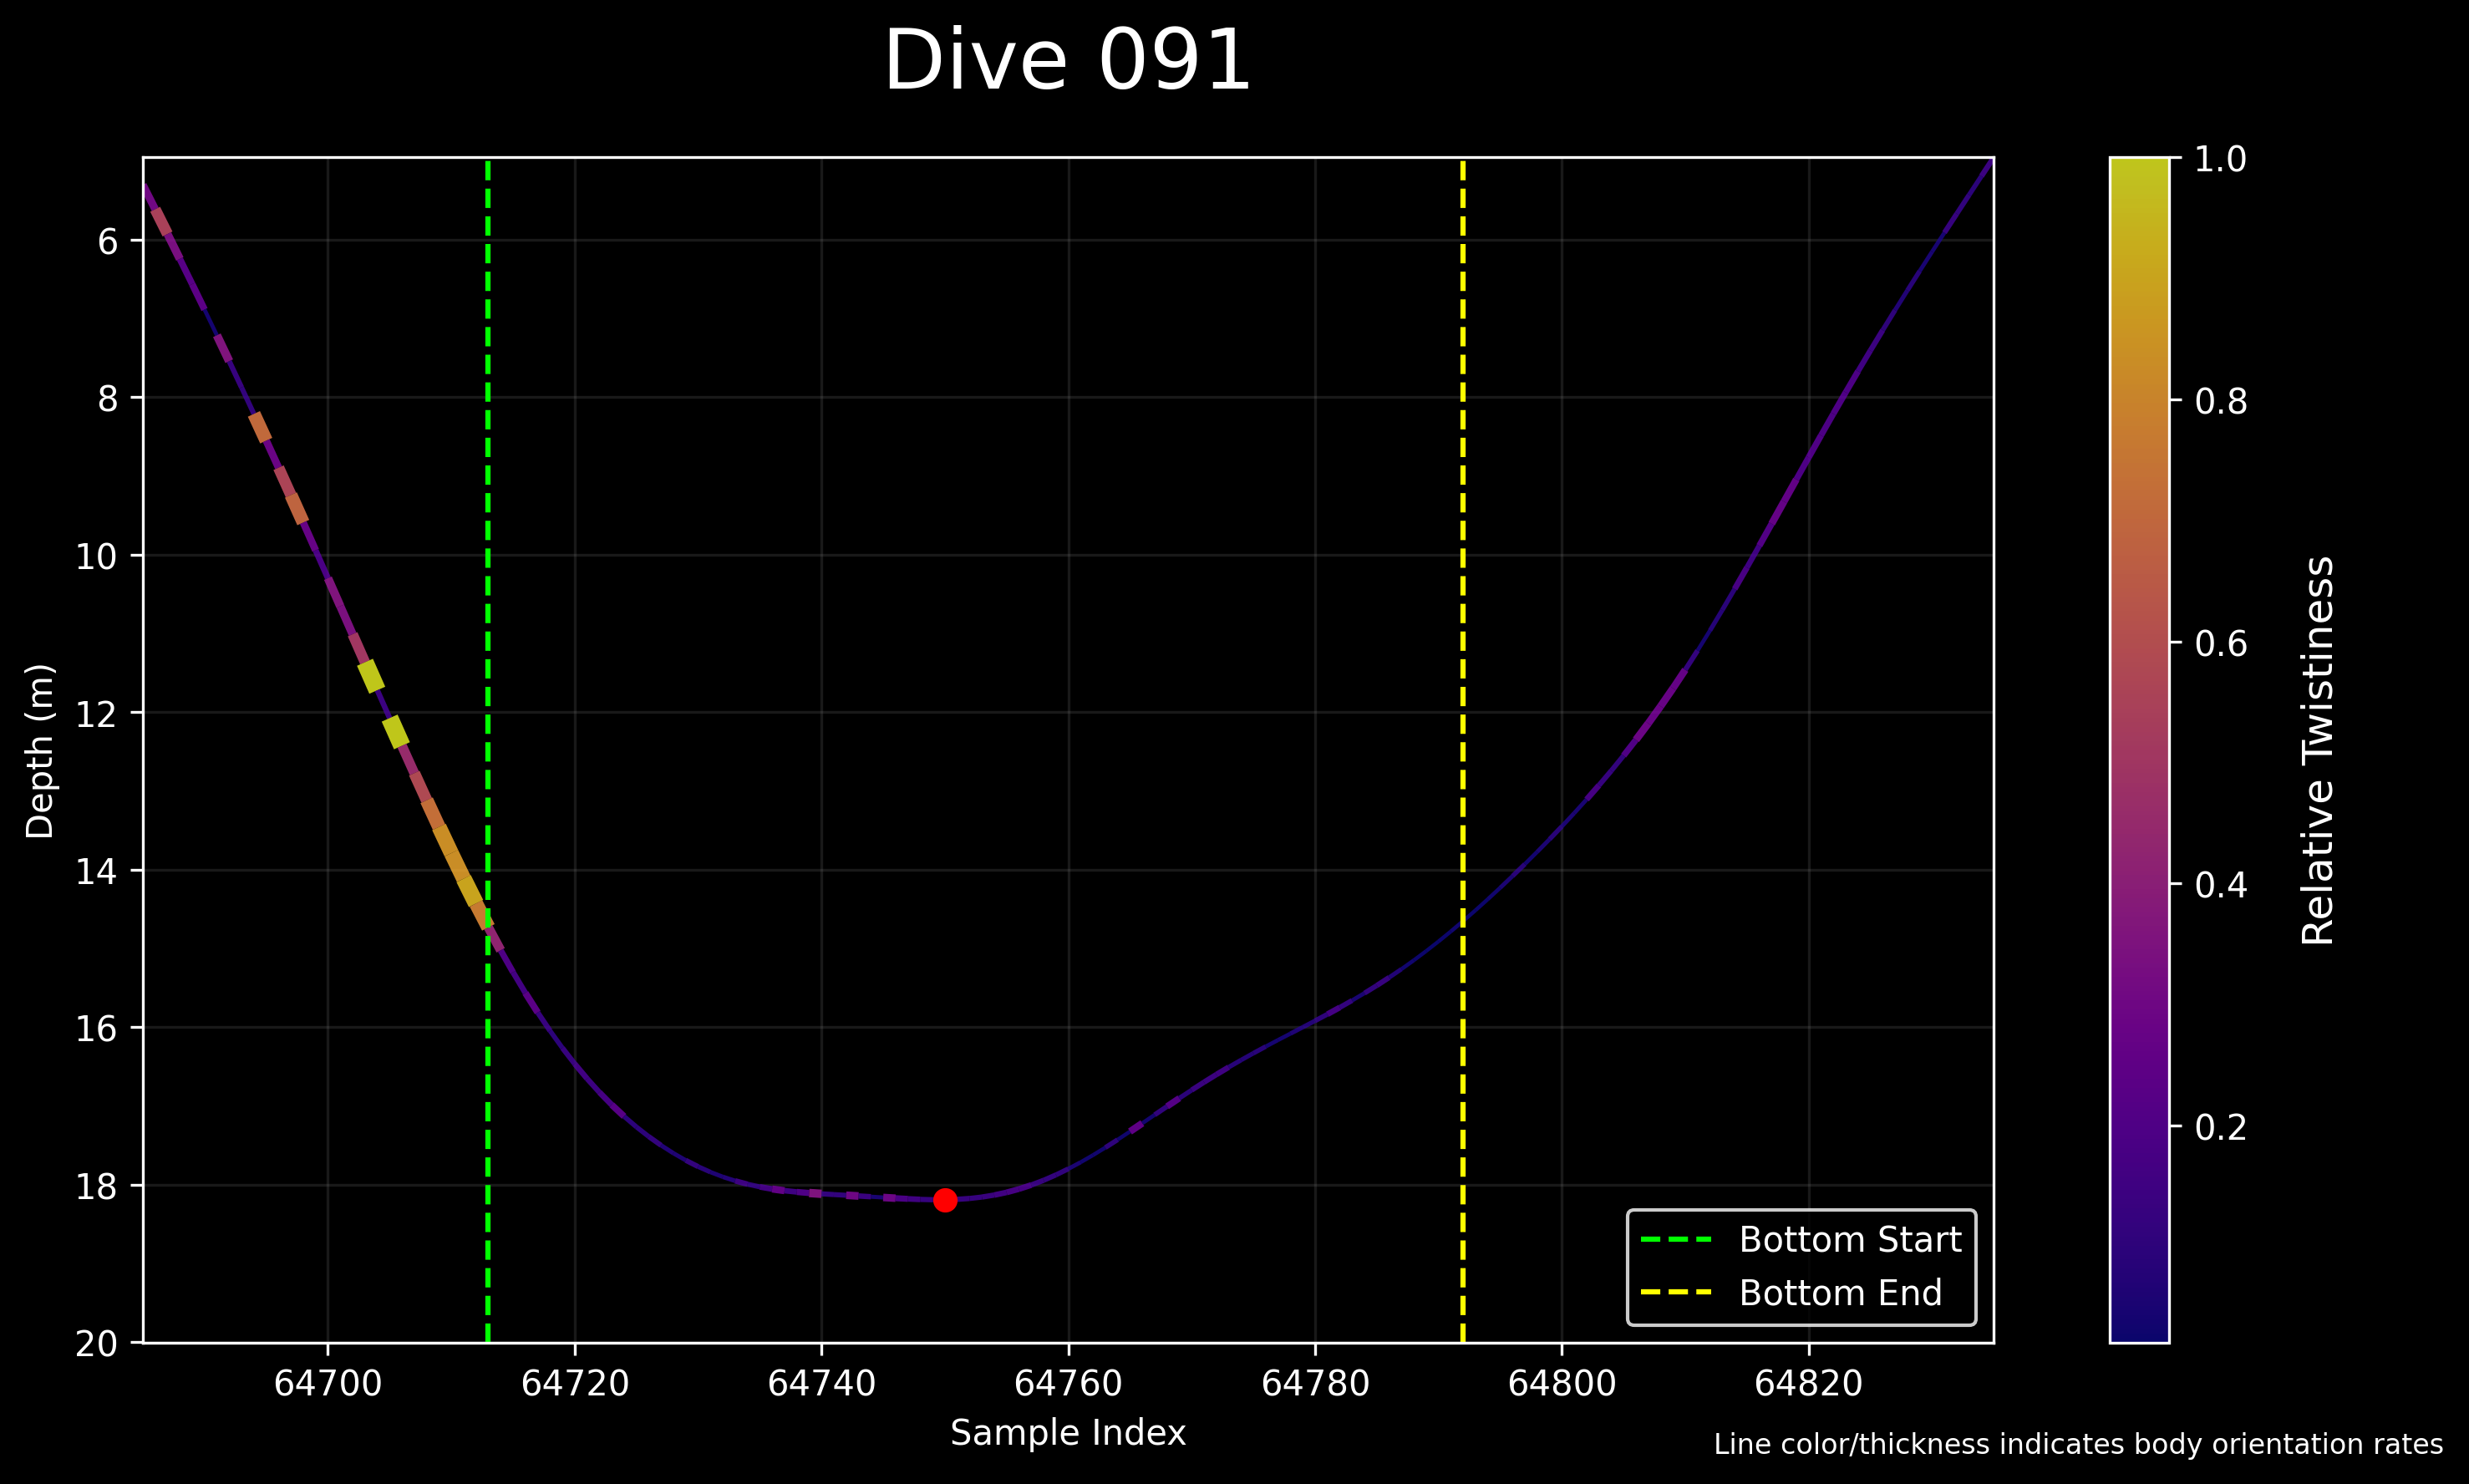 Dive 091
6
8
10
12
14
16
18
20
Depth (m)
64700 64720 64740 64760 64780 64800 64820
Sample Index
Bottom Start
Bottom End
1.0
0.8
0.6
0.4
0.2
Relative Twistiness
Line color/thickness indicates body orientation rates